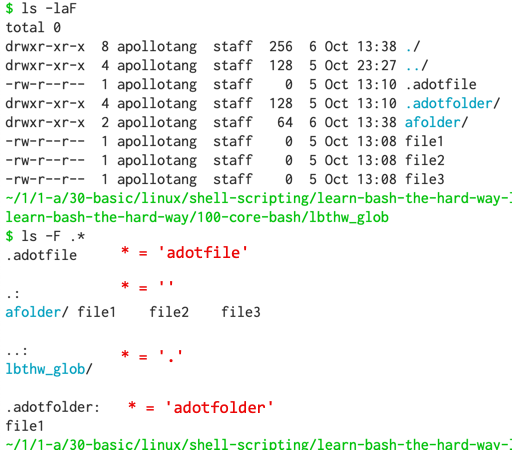 $ ls -laF
total 0
drwxr-xr-x  8 apollotang  staff  256  6 Oct 13:38 ./
drwxr-xr-x  4 apollotang  staff  128  5 Oct 23:27 ../
-rw-r--r--  1 apollotang  staff    0  5 Oct 13:10 .adotfile
drwxr-xr-x  4 apollotang  staff  128  5 Oct 13:10 .adotfolder/
drwxr-xr-x  2 apollotang  staff   64  6 Oct 13:38 afolder/
-rw-r--r--  1 apollotang  staff    0  5 Oct 13:08 file1
-rw-r--r--  1 apollotang  staff    0  5 Oct 13:08 file2
-rw-r--r--  1 apollotang  staff    0  5 Oct 13:08 file3
~/1/1-a/30-basic/linux/shell-scripting/learn-bash-the-hard-way-l
learn-bash-the-hard-way/100-core-bash/lbthw_glob
$ ls -F .*
.adotfile * = 'adotfile'
.: * = ''
afolder/ file1    file2    file3
..: * = '.'
lbthw_glob/
.adotfolder: * = 'adotfolder'
file1
~/1/1-a/30-basic/linux/shell-scripting/learn-bash-the-hard-way-l